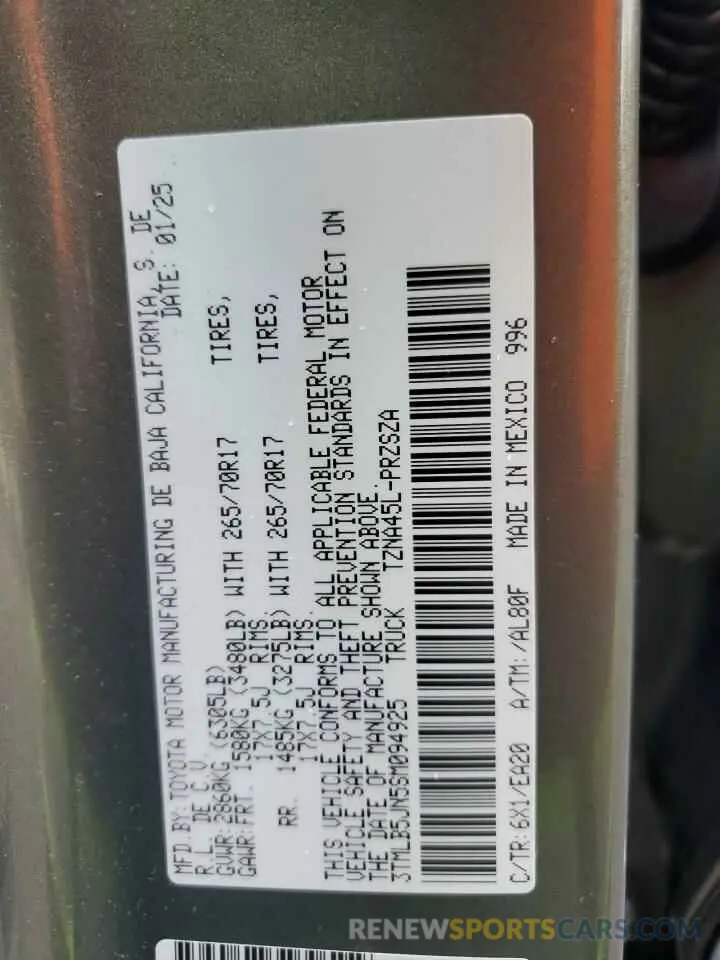 MFD.BY:TOYOTA MOTOR MANUFACTURING DE BAJA CALIFORNIA, S. DE
R.L. DE C.V. DATE: 01/25
GVWR:2860KG (6305LB)
GAWR:FRT. 1580KG (3480LB) WITH 265/70R17 TIRES,
17X7.5J RIMS.
RR. 1485KG (3275LB) WITH 265/70R17 TIRES,
17X7.5J RIMS.
THIS VEHICLE CONFORMS TO ALL APPLICABLE FEDERAL MOTOR
VEHICLE SAFETY AND THEFT PREVENTION STANDARDS IN EFFECT ON
THE DATE OF MANUFACTURE SHOWN ABOVE.
3TMLB5JN5SM094925 TRUCK TZNA45L-PRZSZA
C/TR:6X1/EA20 A/TM:/AL80F MADE IN MEXICO 996
RENEWSPORTSCARS.COM